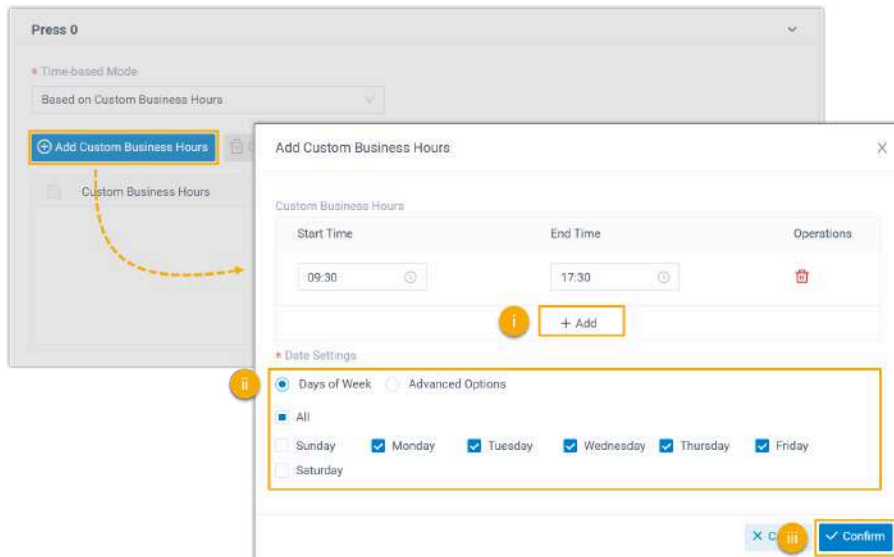 Press 0
* Time-based Mode
Based on Custom Business Hours
Add Custom Business Hours
Custom Business Hours
Add Custom Business Hours
Custom Business Hours
Start Time End Time Operations
09:30 17:30
i + Add
* Date Settings
ii Days of Week Advanced Options
All
Sunday Monday Tuesday Wednesday Thursday Friday
Saturday
iii Confirm